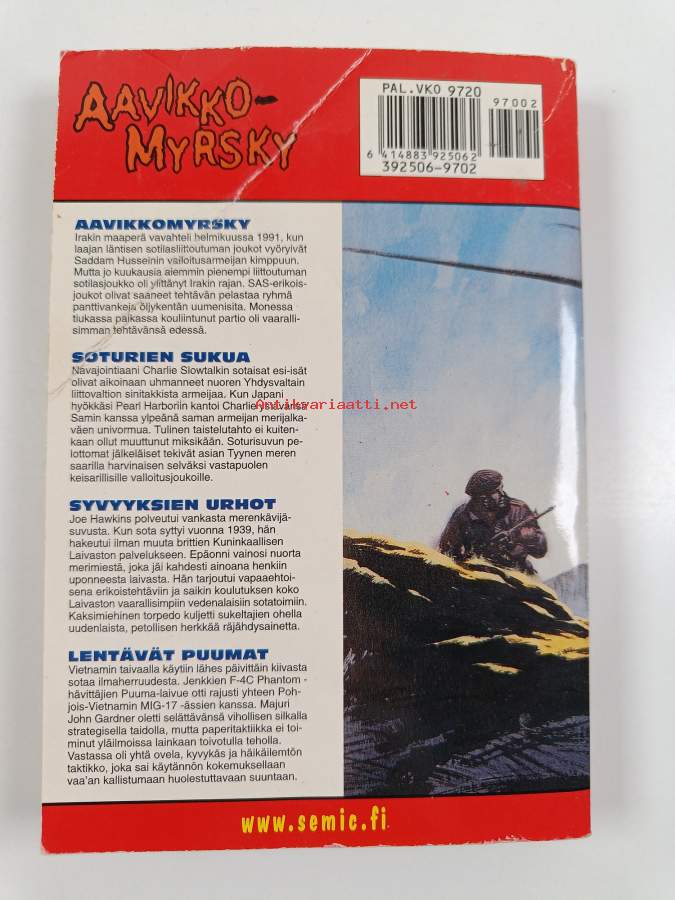 AAVIKKO-
MYRSKY
PAL.VKO 9720
97002
6 414883 925062
392506-9702
AAVIKKOMYRSKY
Irakin maaperä vavahteli helmikuussa 1991, kun
laajan läntisen sotilasliittoutuman joukot vyöryivät
Saddam Husseinin valloitusarmeijan kimppuun.
Mutta jo kuukausia aiemmin pienempi liittoutuman
sotilasjoukko oli ylittänyt Irakin rajan. SAS-erikois-
joukot olivat saaneet tehtävän pelastaa ryhmä
panttivankeja öljykentän uumenista. Monessa
tiukassa paikassa kouliintunut partio oli vaaralli-
simman tehtävänsä edessä.
SOTURIEN SUKUA
Navajointiaani Charlie Slowtalkin sotaisat esi-isät
olivat aikoinaan uhmanneet nuoren Yhdysvaltain
liittovaltion sinitakkista armeijaa. Kun Japani
hyökkäsi Pearl Harboriin kantoi Charlie ystävänsä
Samin kanssa ylpeänä saman armeijan merijalka-
väen univormua. Tulinen taistelutahto ei kuiten-
kaan ollut muuttunut miksikään. Soturisuvun pe-
lottomat jälkeläiset tekivät asian Tyynen meren
saarilla harvinaisen selväksi vastapuolen
keisarillisille valloitusjoukoille.
Antikvariaatti.net
SYVYYKSIEN URHOT
Joe Hawkins polveutui vankasta merenkävijä-
suvusta. Kun sota syttyi vuonna 1939, hän
hakeutui ilman muuta brittien Kuninkaallisen
Laivaston palvelukseen. Epäonni vainosi nuorta
merimiestä, joka jäi kahdesti ainoana henkiin
uponneesta laivasta. Hän tarjoutui vapaaehtoi-
sena erikoistehtäviin ja saikin koulutuksen koko
Laivaston vaarallisimpiin vedenalaisiin sotatoimiin.
Kaksimiehinen torpedo kuljetti sukeltajien ohella
uudenlaista, petollisen herkkää räjähdysainetta.
LENTÄVÄT PUUMAT
Vietnamin taivaalla käytiin lähes päivittäin kiivasta
sotaa ilmaherruudesta. Jenkkien F-4C Phantom -
hävittäjien Puuma-laivue otti rajusti yhteen Poh-
jois-Vietnamin MIG-17 -ässien kanssa. Majuri
John Gardner oletti selättävänsä vihollisen silkalla
strategisella taidolla, mutta paperitaktiikka ei toi-
minut yläilmoissa lainkaan toivotulla teholla.
Vastassa oli yhtä ovela, kyvykäs ja häikäilemtön
taktikko, joka sai käytännön kokemuksellaan
vaa'an kallistumaan huolestuttavaan suuntaan.
www.semic.fi